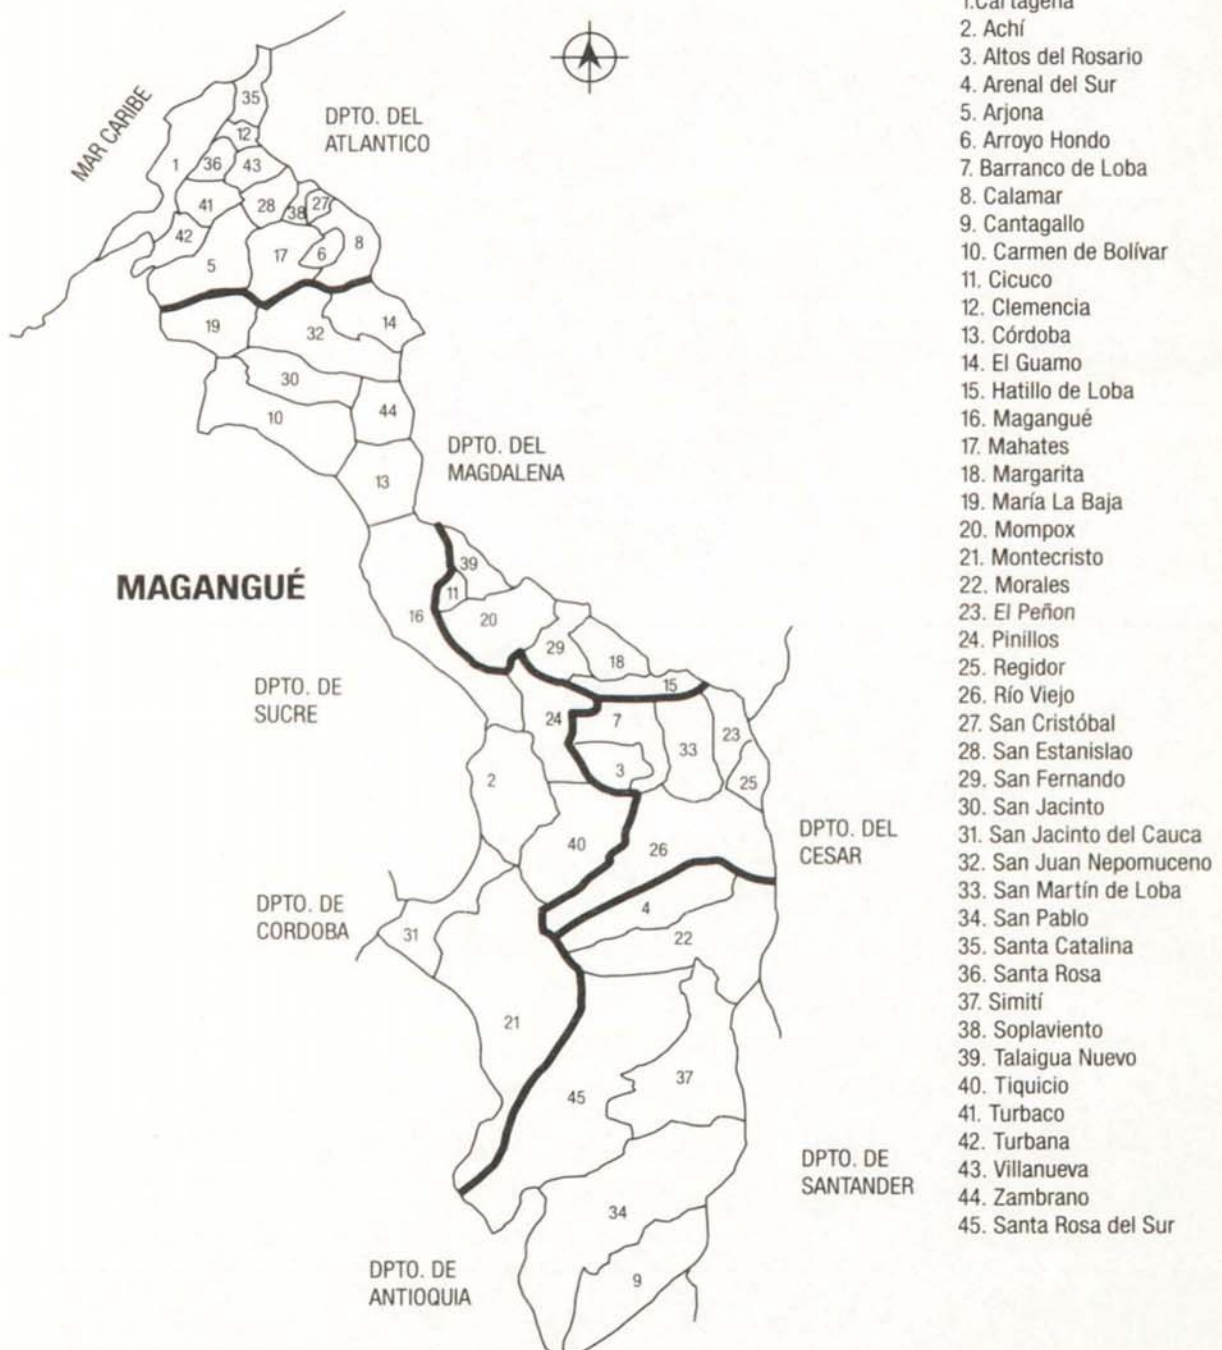 1.Cartagena
2. Achí
3. Altos del Rosario
4. Arenal del Sur
5. Arjona
6. Arroyo Hondo
7. Barranco de Loba
8. Calamar
9. Cantagallo
10. Carmen de Bolívar
11. Cicuco
12. Clemencia
13. Córdoba
14. El Guamo
15. Hatillo de Loba
16. Magangué
17. Mahates
18. Margarita
19. María La Baja
20. Mompox
21. Montecristo
22. Morales
23. El Peñon
24. Pinillos
25. Regidor
26. Río Viejo
27. San Cristóbal
28. San Estanislao
29. San Fernando
30. San Jacinto
31. San Jacinto del Cauca
32. San Juan Nepomuceno
33. San Martín de Loba
34. San Pablo
35. Santa Catalina
36. Santa Rosa
37. Simití
38. Soplaviento
39. Talaigua Nuevo
40. Tiquicio
41. Turbaco
42. Turbana
43. Villanueva
44. Zambrano
45. Santa Rosa del Sur
MAR CARIBE
DPTO. DEL
ATLANTICO
35
12
1
36
43
41
28
38
27
42
5
17
6
8
19
32
14
30
10
44
DPTO. DEL
MAGDALENA
13
MAGANGUÉ
39
11
16
20
29
18
15
DPTO. DE
SUCRE
24
7
33
23
2
3
25
40
26
DPTO. DEL
CESAR
DPTO. DE
CORDOBA
31
4
22
21
45
37
DPTO. DE
SANTANDER
34
9
DPTO. DE
ANTIOQUIA